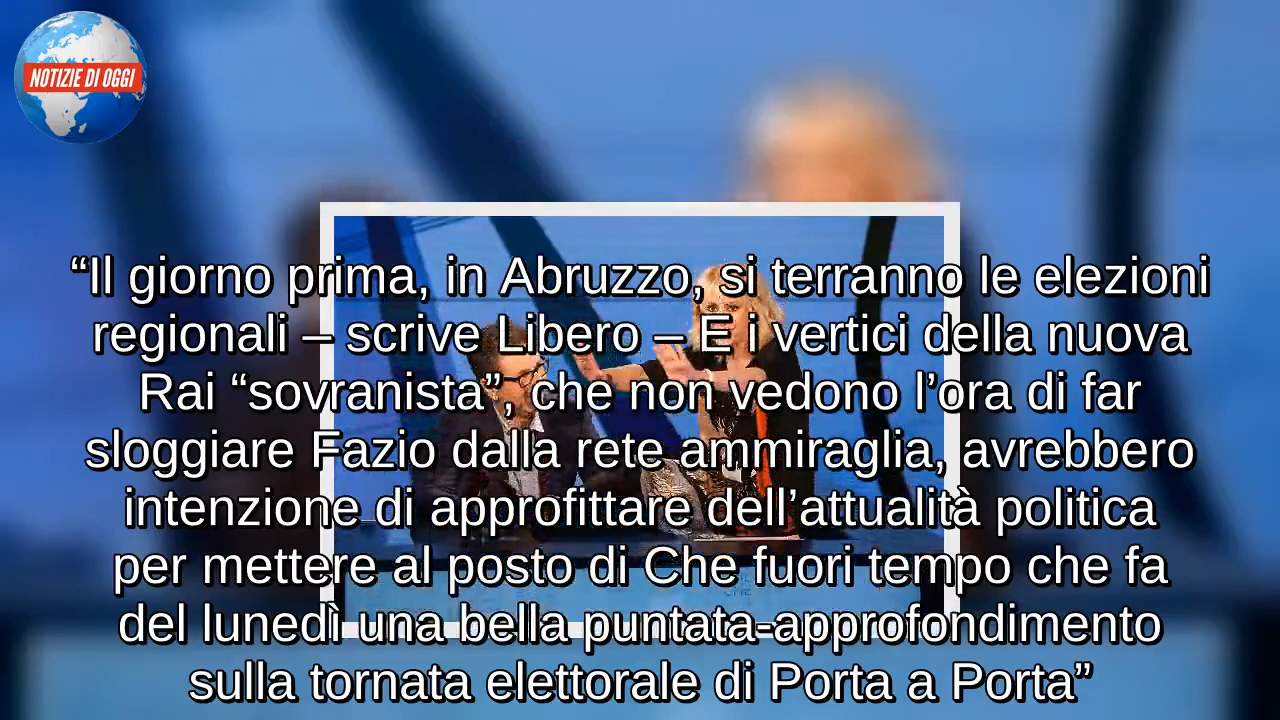 NOTIZIE DI OGGI
“Il giorno prima, in Abruzzo, si terranno le elezioni
regionali – scrive Libero – E i vertici della nuova
Rai “sovranista”, che non vedono l’ora di far
sloggiare Fazio dalla rete ammiraglia, avrebbero
intenzione di approfittare dell’attualità politica
per mettere al posto di Che fuori tempo che fa
del lunedì una bella puntata-approfondimento
sulla tornata elettorale di Porta a Porta”